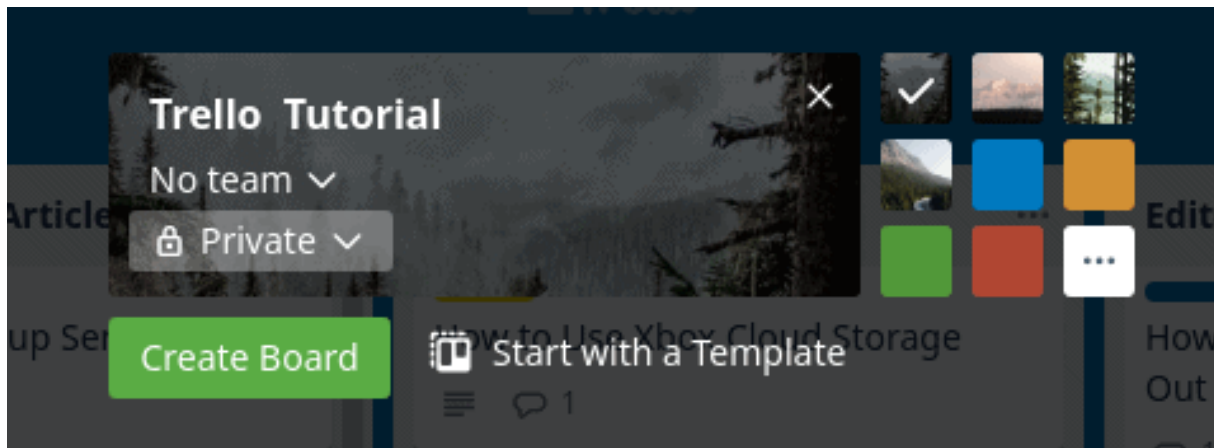 Trello Tutorial
No team
Private
Create Board
Start with a Template
Article
Edit
up Ser
How to Use Xbox Cloud Storage
1
How
Out